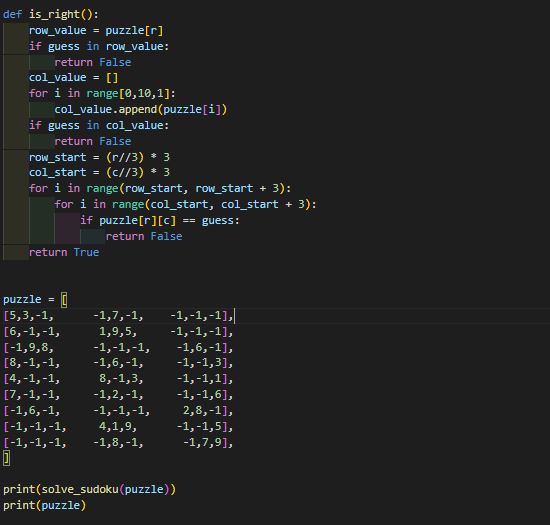 def is_right():
    row_value = puzzle[r]
    if guess in row_value:
        return False
    col_value = []
    for i in range[0,10,1]:
        col_value.append(puzzle[i])
    if guess in col_value:
        return False
    row_start = (r//3) * 3
    col_start = (c//3) * 3
    for i in range(row_start, row_start + 3):
        for i in range(col_start, col_start + 3):
            if puzzle[r][c] == guess:
                return False
    return True
puzzle = [
[5,3,-1,      -1,7,-1,    -1,-1,-1],
[6,-1,-1,      1,9,5,     -1,-1,-1],
[-1,9,8,      -1,-1,-1,    -1,6,-1],
[8,-1,-1,     -1,6,-1,     -1,-1,3],
[4,-1,-1,      8,-1,3,     -1,-1,1],
[7,-1,-1,     -1,2,-1,     -1,-1,6],
[-1,6,-1,     -1,-1,-1,     2,8,-1],
[-1,-1,-1,     4,1,9,      -1,-1,5],
[-1,-1,-1,    -1,8,-1,      -1,7,9],
]
print(solve_sudoku(puzzle))
print(puzzle)